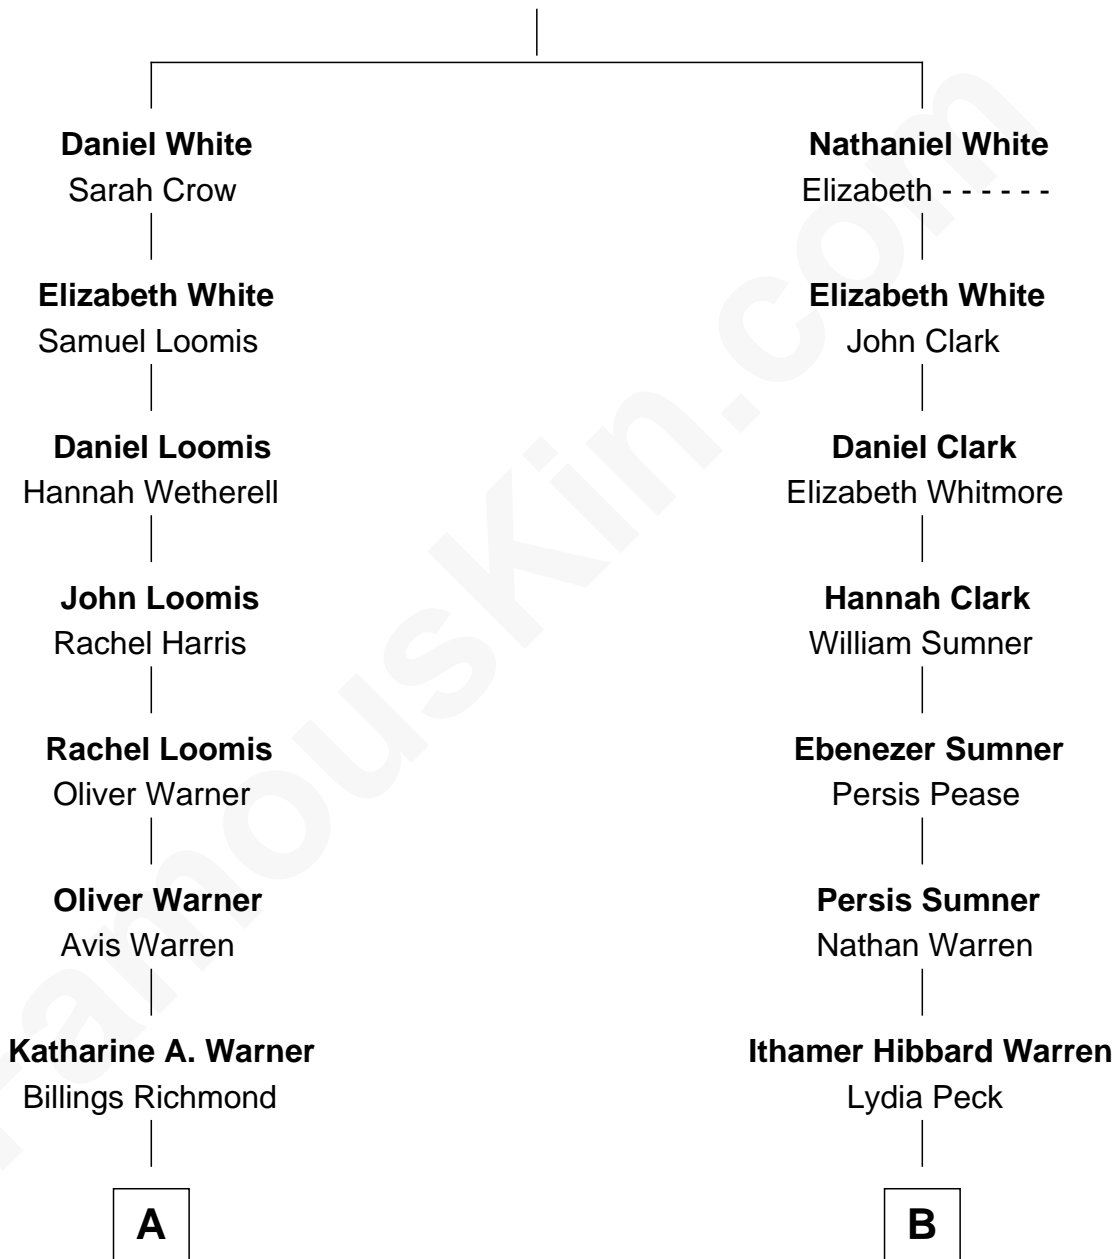 Daniel White
Sarah Crow
Elizabeth White
Samuel Loomis
Daniel Loomis
Hannah Wetherell
John Loomis
Rachel Harris
Rachel Loomis
Oliver Warner
Oliver Warner
Avis Warren
Katharine A. Warner
Billings Richmond
A
Nathaniel White
Elizabeth - - - - - -
Elizabeth White
John Clark
Daniel Clark
Elizabeth Whitmore
Hannah Clark
William Sumner
Ebenezer Sumner
Persis Pease
Persis Sumner
Nathan Warren
Ithamer Hibbard Warren
Lydia Peck
B
FamousKin.com